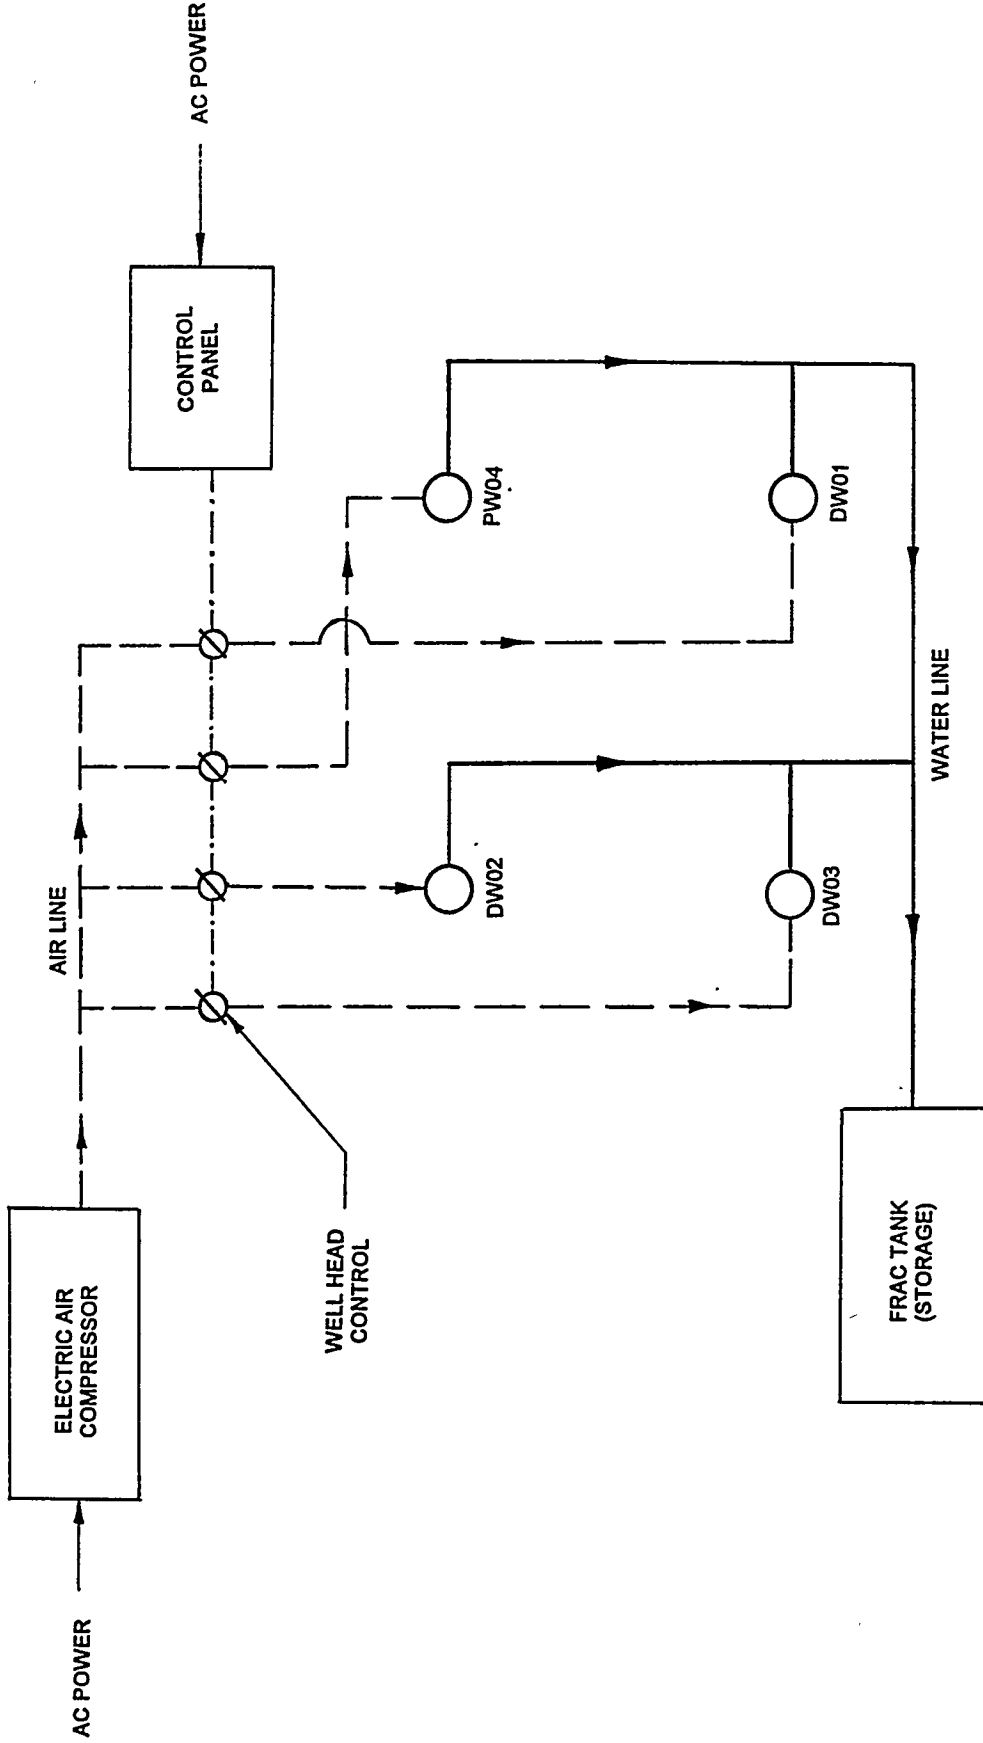 AC POWER
ELECTRIC AIR
COMPRESSOR
AIR LINE
CONTROL
PANEL
AC POWER
WELL HEAD
CONTROL
DW02
PW04
DW03
DW01
FRAC TANK
(STORAGE)
WATER LINE